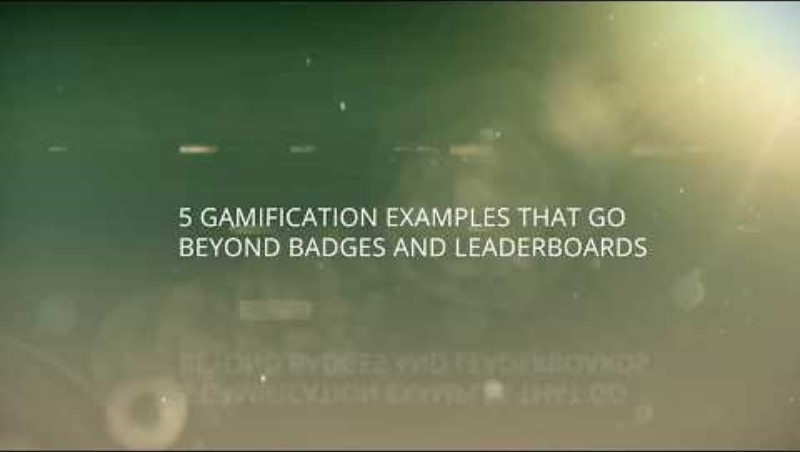 5 GAMIFICATION EXAMPLES THAT GO
BEYOND BADGES AND LEADERBOARDS